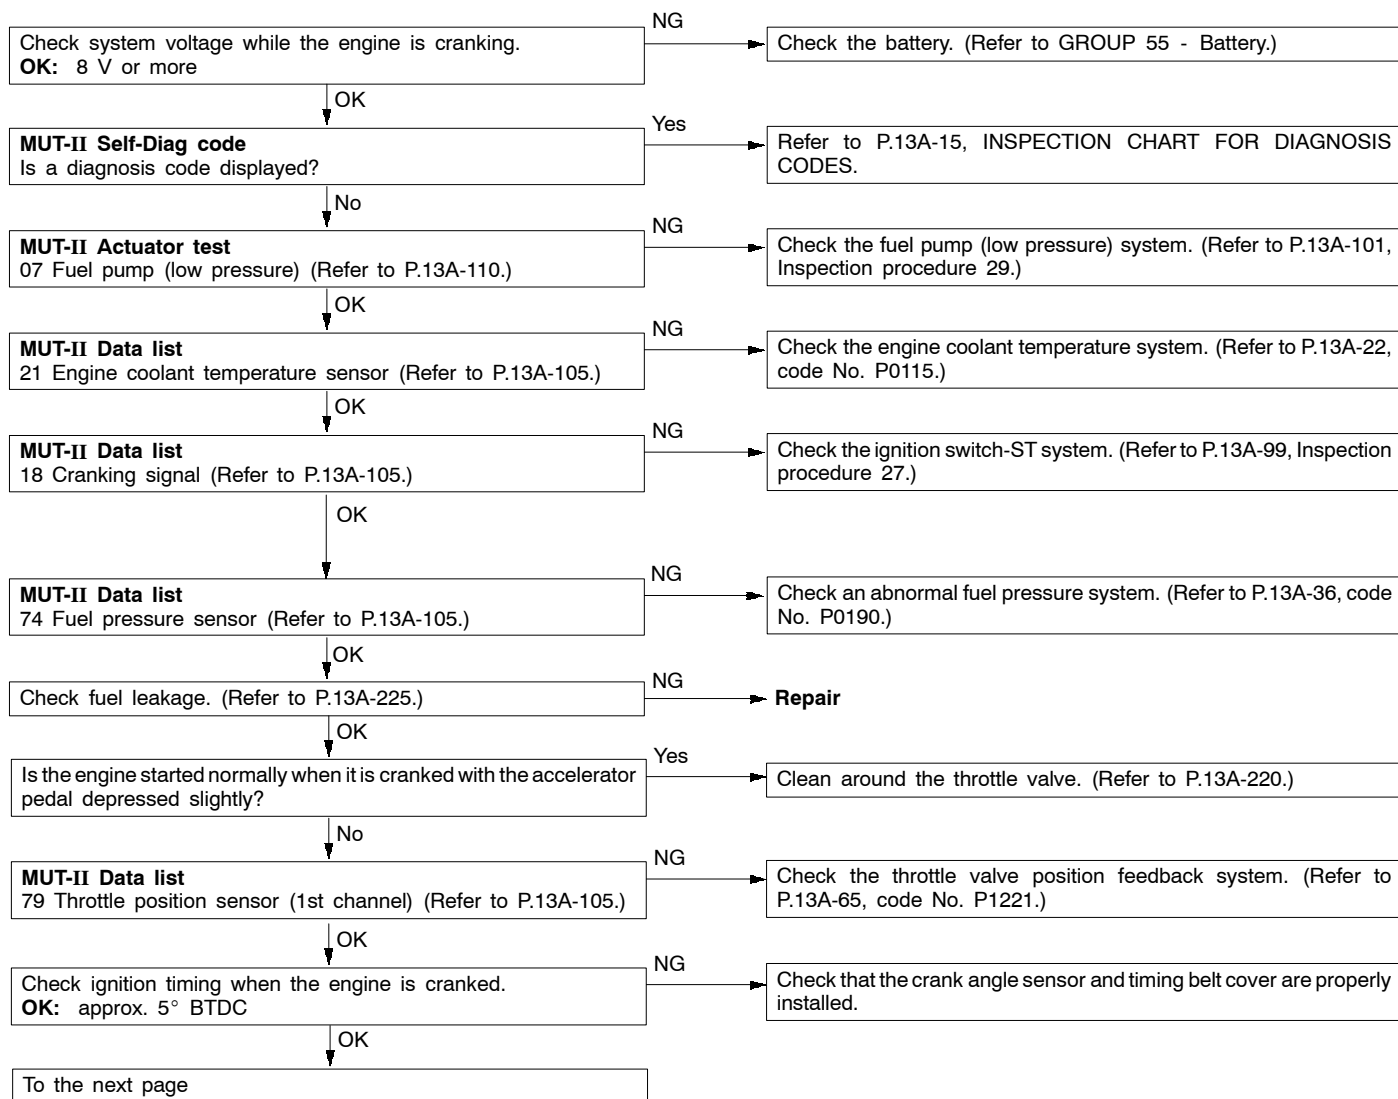 Check system voltage while the engine is cranking.
OK: 8 V or more
NG
Check the battery. (Refer to GROUP 55 - Battery.)
OK
MUT-II Self-Diag code
Is a diagnosis code displayed?
Yes
Refer to P.13A-15, INSPECTION CHART FOR DIAGNOSIS
CODES.
No
MUT-II Actuator test
07 Fuel pump (low pressure) (Refer to P.13A-110.)
NG
Check the fuel pump (low pressure) system. (Refer to P.13A-101,
Inspection procedure 29.)
OK
MUT-II Data list
21 Engine coolant temperature sensor (Refer to P.13A-105.)
NG
Check the engine coolant temperature system. (Refer to P.13A-22,
code No. P0115.)
OK
MUT-II Data list
18 Cranking signal (Refer to P.13A-105.)
NG
Check the ignition switch-ST system. (Refer to P.13A-99, Inspection
procedure 27.)
OK
MUT-II Data list
74 Fuel pressure sensor (Refer to P.13A-105.)
NG
Check an abnormal fuel pressure system. (Refer to P.13A-36, code
No. P0190.)
OK
Check fuel leakage. (Refer to P.13A-225.)
NG
Repair
OK
Is the engine started normally when it is cranked with the accelerator
pedal depressed slightly?
Yes
Clean around the throttle valve. (Refer to P.13A-220.)
No
MUT-II Data list
79 Throttle position sensor (1st channel) (Refer to P.13A-105.)
NG
Check the throttle valve position feedback system. (Refer to
P.13A-65, code No. P1221.)
OK
Check ignition timing when the engine is cranked.
OK: approx. 5° BTDC
NG
Check that the crank angle sensor and timing belt cover are properly
installed.
OK
To the next page